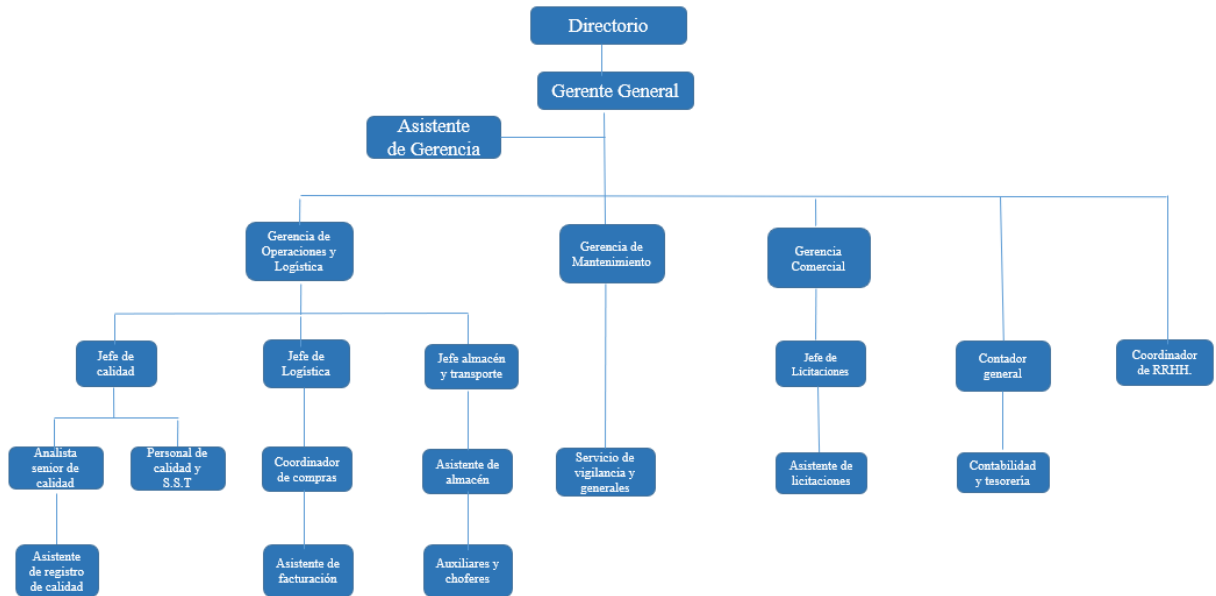 Directorio
Gerente General
Asistente
de Gerencia
Gerencia de
Operaciones y
Logística
Gerencia de
Mantenimiento
Gerencia
Comercial
Jefe de
calidad
Jefe de
Logística
Jefe almacén
y transporte
Jefe de
Licitaciones
Contador
general
Coordinador
de RRHH.
Analista
senior de
calidad
Personal de
calidad y
S.S.T
Coordinador
de compras
Asistente de
almacén
Servicio de
vigilancia y
generales
Asistente de
licitaciones
Contabilidad
y tesorería
Asistente
de registro
de calidad
Asistente de
facturación
Auxiliares y
choferes